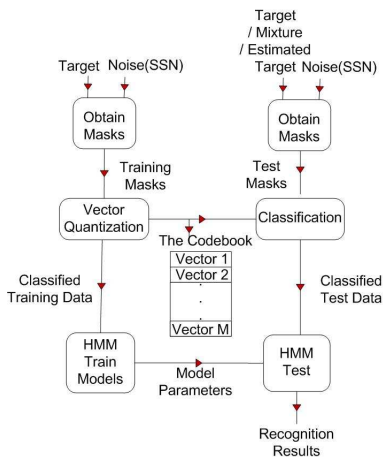 Target
/ Mixture
/ Estimated
Target Noise(SSN)
Target Noise(SSN)
Obtain
Masks
Obtain
Masks
Training
Masks
Test
Masks
Vector
Quantization
Classification
The Codebook
Vector 1
Vector 2
.
.
.
Vector M
Classified
Training Data
Classified
Test Data
HMM
Train
Models
Model
Parameters
HMM
Test
Recognition
Results